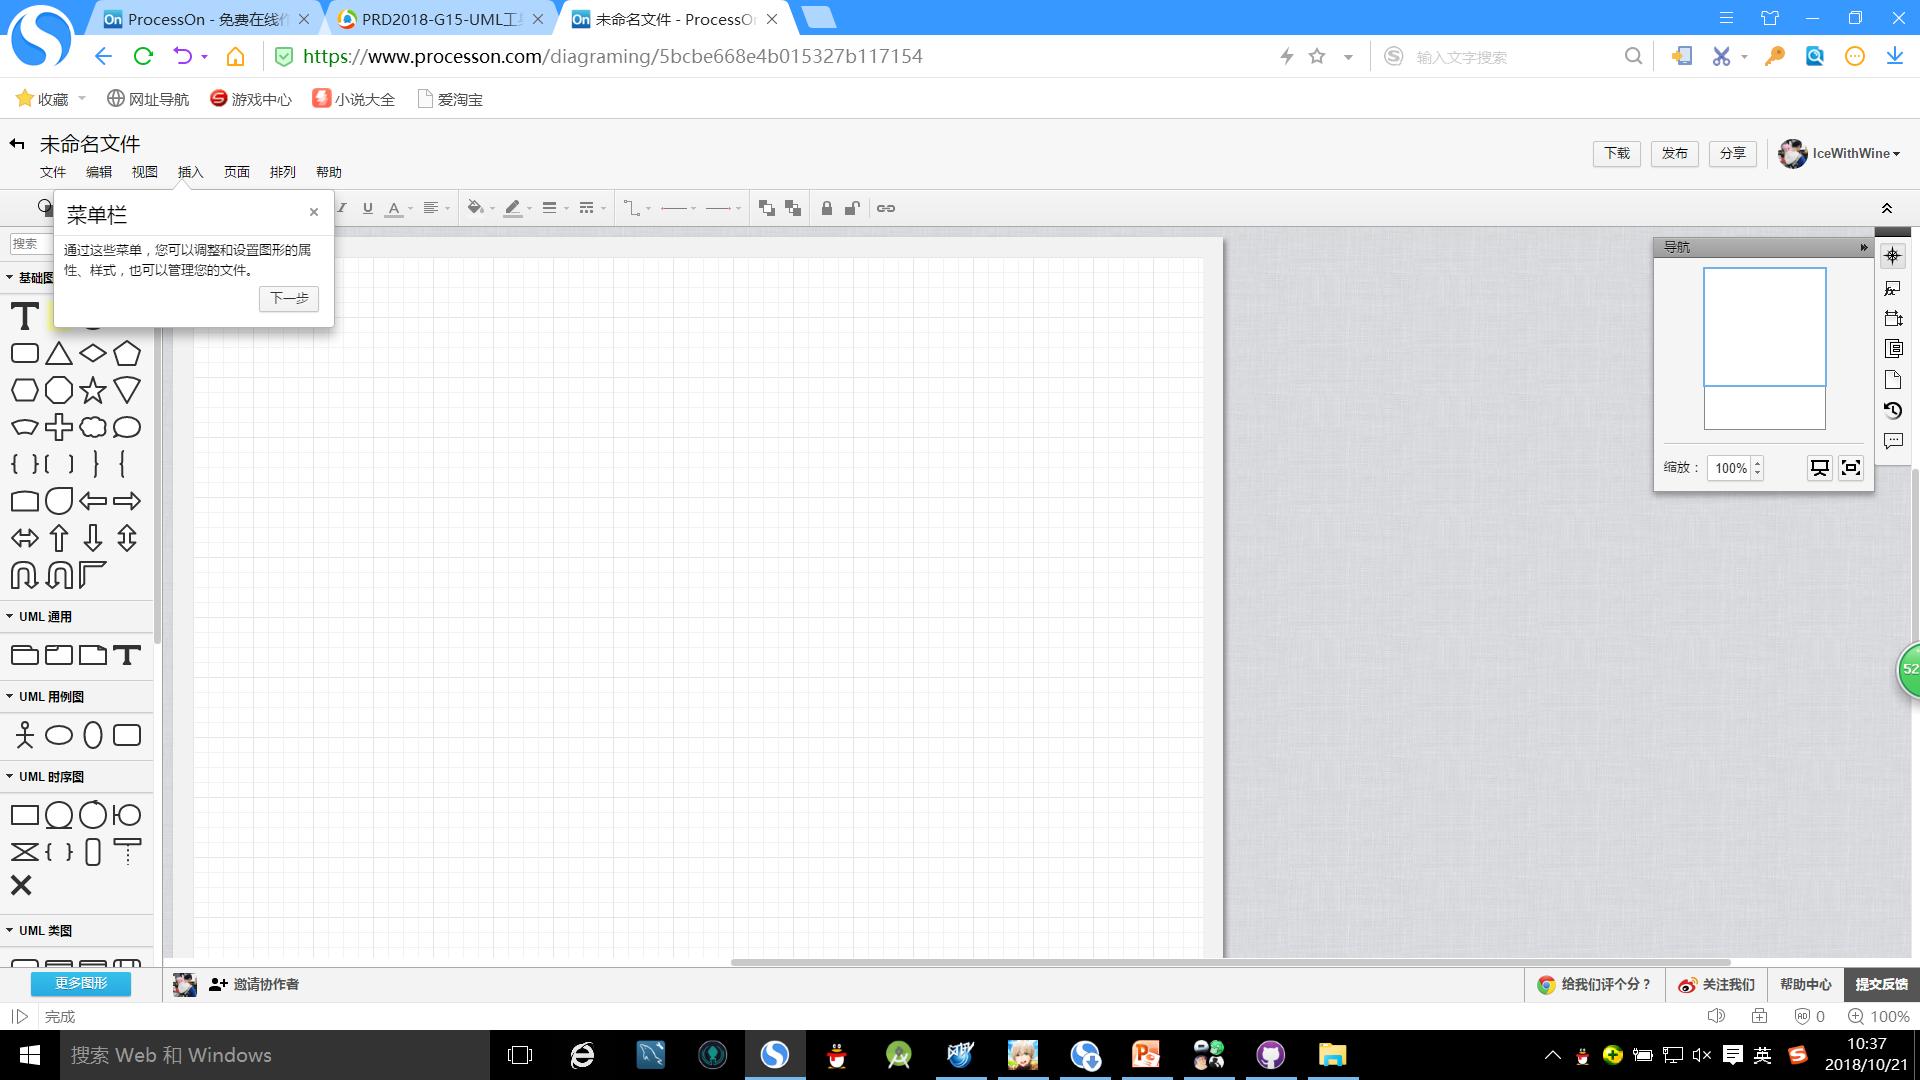 ProcessOn - 免费在线作
PRD2018-G15-UML工具
未命名文件 - ProcessOn
https://www.processon.com/diagraming/5bcbe668e4b015327b117154
输入文字搜索
收藏
网址导航
游戏中心
小说大全
爱淘宝
未命名文件
文件 编辑 视图 插入 页面 排列 帮助
下载 发布 分享 IceWithWine
菜单栏
通过这些菜单，您可以调整和设置图形的属
性、样式，也可以管理您的文件。
下一步
搜索
基础图
导航
缩放： 100%
UML 通用
UML 用例图
UML 时序图
UML 类图
52
更多图形
邀请协作者
给我们评个分？
关注我们
帮助中心
提交反馈
完成
0
100%
搜索 Web 和 Windows
英
10:37
2018/10/21